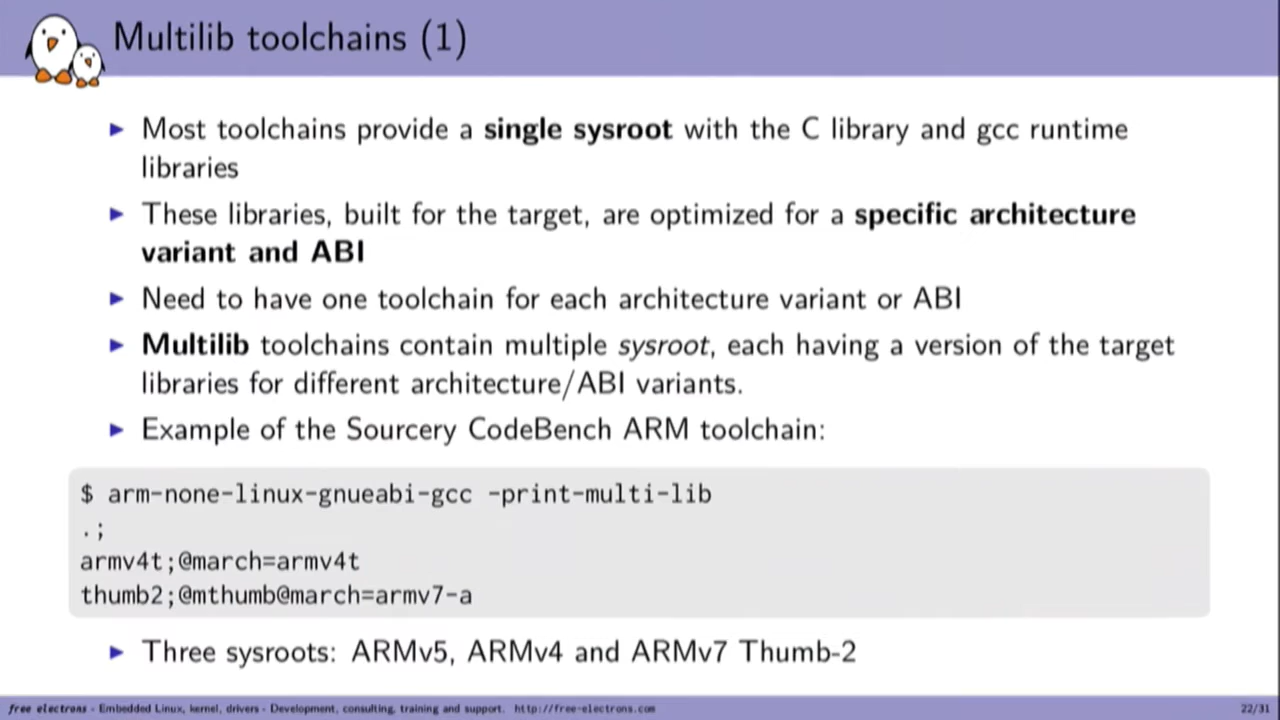 Multilib toolchains (1)
▶ Most toolchains provide a single sysroot with the C library and gcc runtime
libraries
▶ These libraries, built for the target, are optimized for a specific architecture
variant and ABI
▶ Need to have one toolchain for each architecture variant or ABI
▶ Multilib toolchains contain multiple sysroot, each having a version of the target
libraries for different architecture/ABI variants.
▶ Example of the Sourcery CodeBench ARM toolchain:
$ arm-none-linux-gnueabi-gcc -print-multi-lib
.;
armv4t;@march=armv4t
thumb2;@mthumb@march=armv7-a
▶ Three sysroots: ARMv5, ARMv4 and ARMv7 Thumb-2
free electrons - Embedded Linux, kernel, drivers - Development, consulting, training and support. http://free-electrons.com 22/31